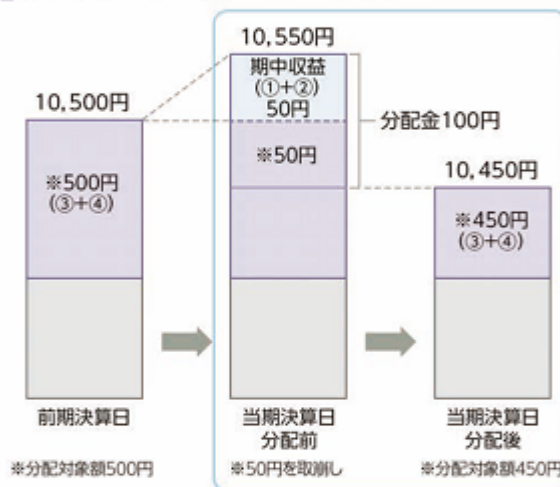 10,550円
期中収益
(①+②)
50円
10,500円
分配金100円
※50円
※500円
(③+④)
10,450円
※450円
(③+④)
前期決算日
当期決算日
分配前
当期決算日
分配後
※分配対象額500円
※50円を取崩し
※分配対象額450円